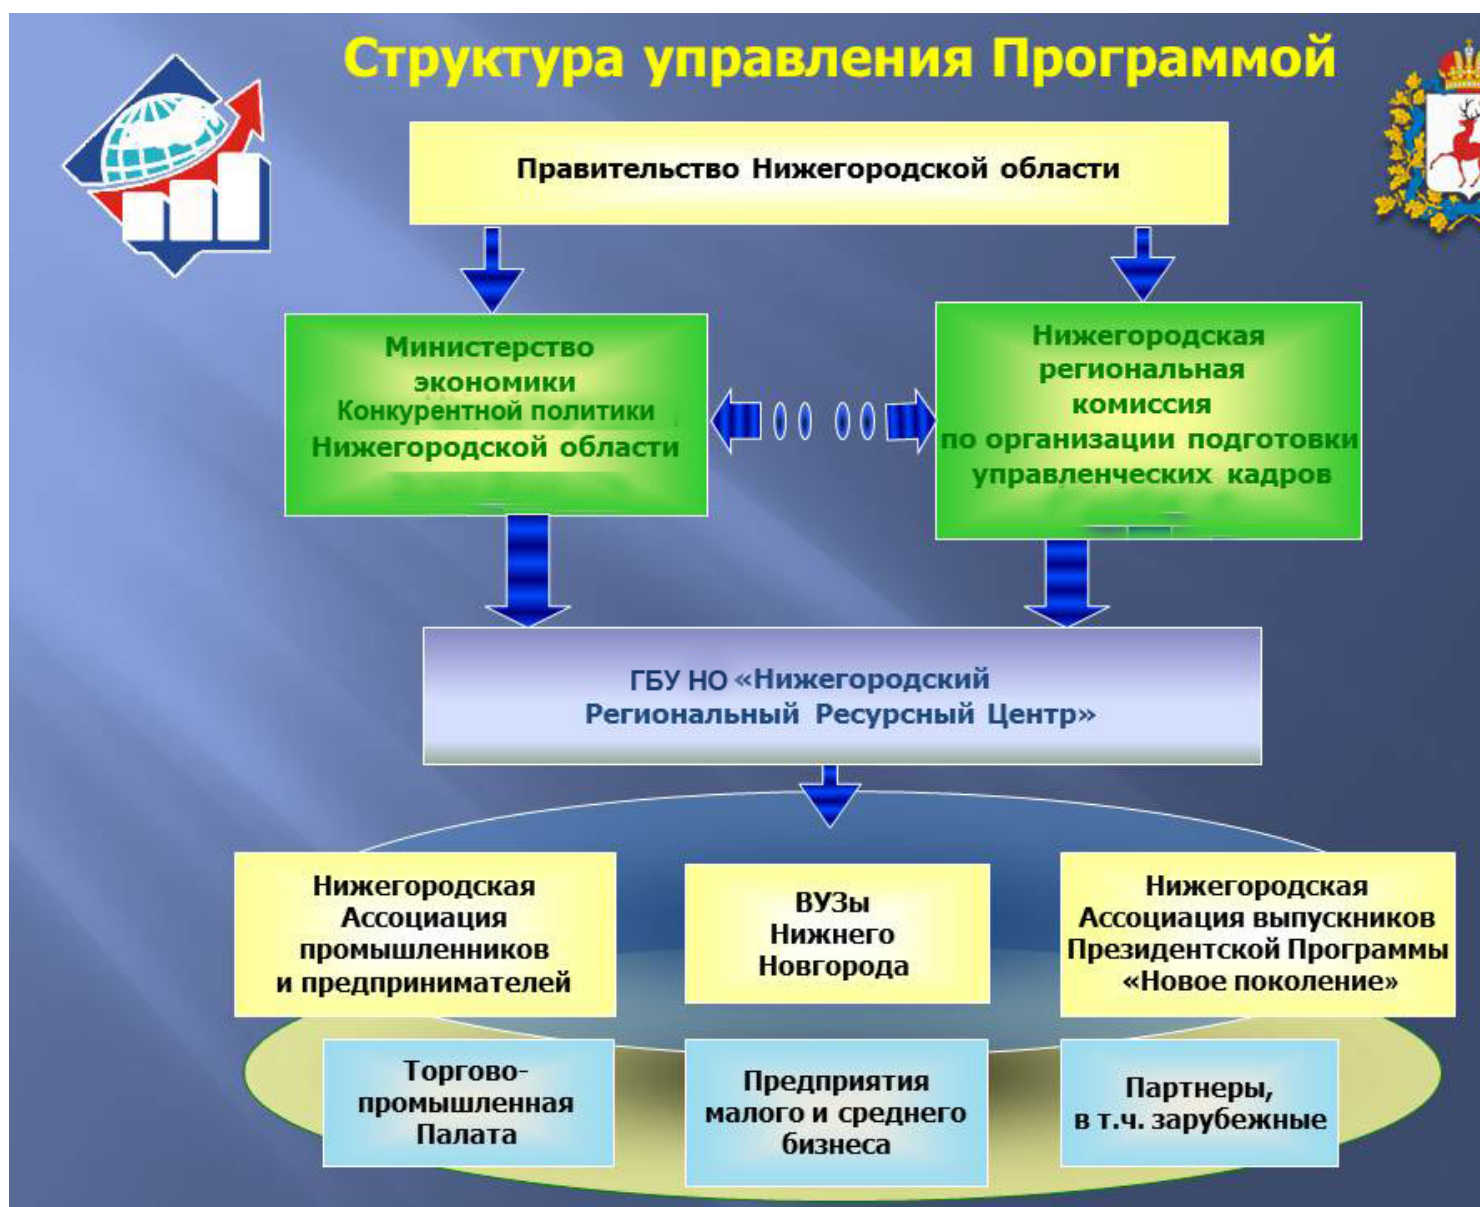 Структура управления Программой
Правительство Нижегородской области
Министерство
экономики
Конкурентной политики
Нижегородской области
Нижегородская
региональная
комиссия
по организации подготовки
управленческих кадров
ГБУ НО «Нижегородский
Региональный Ресурсный Центр»
Нижегородская
Ассоциация
промышленников
и предпринимателей
ВУЗы
Нижнего
Новгорода
Нижегородская
Ассоциация выпускников
Президентской Программы
«Новое поколение»
Торгово-
промышленная
Палата
Предприятия
малого и среднего
бизнеса
Партнеры,
в т.ч. зарубежные